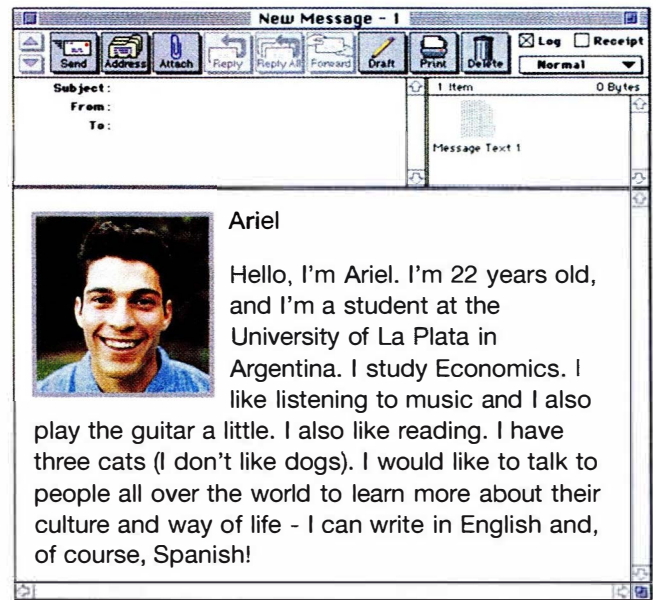 New Message - 1
Send Address Attach Reply Reply All Forward Draft Print Delete
Log Receipt
Normal
Subject:
From:
To:
1 Item 0 Bytes
Message Text 1
Ariel
Hello, I'm Ariel. I'm 22 years old,
and I'm a student at the
University of La Plata in
Argentina. I study Economics. I
like listening to music and I also
play the guitar a little. I also like reading. I have
three cats (I don't like dogs). I would like to talk to
people all over the world to learn more about their
culture and way of life - I can write in English and,
of course, Spanish!